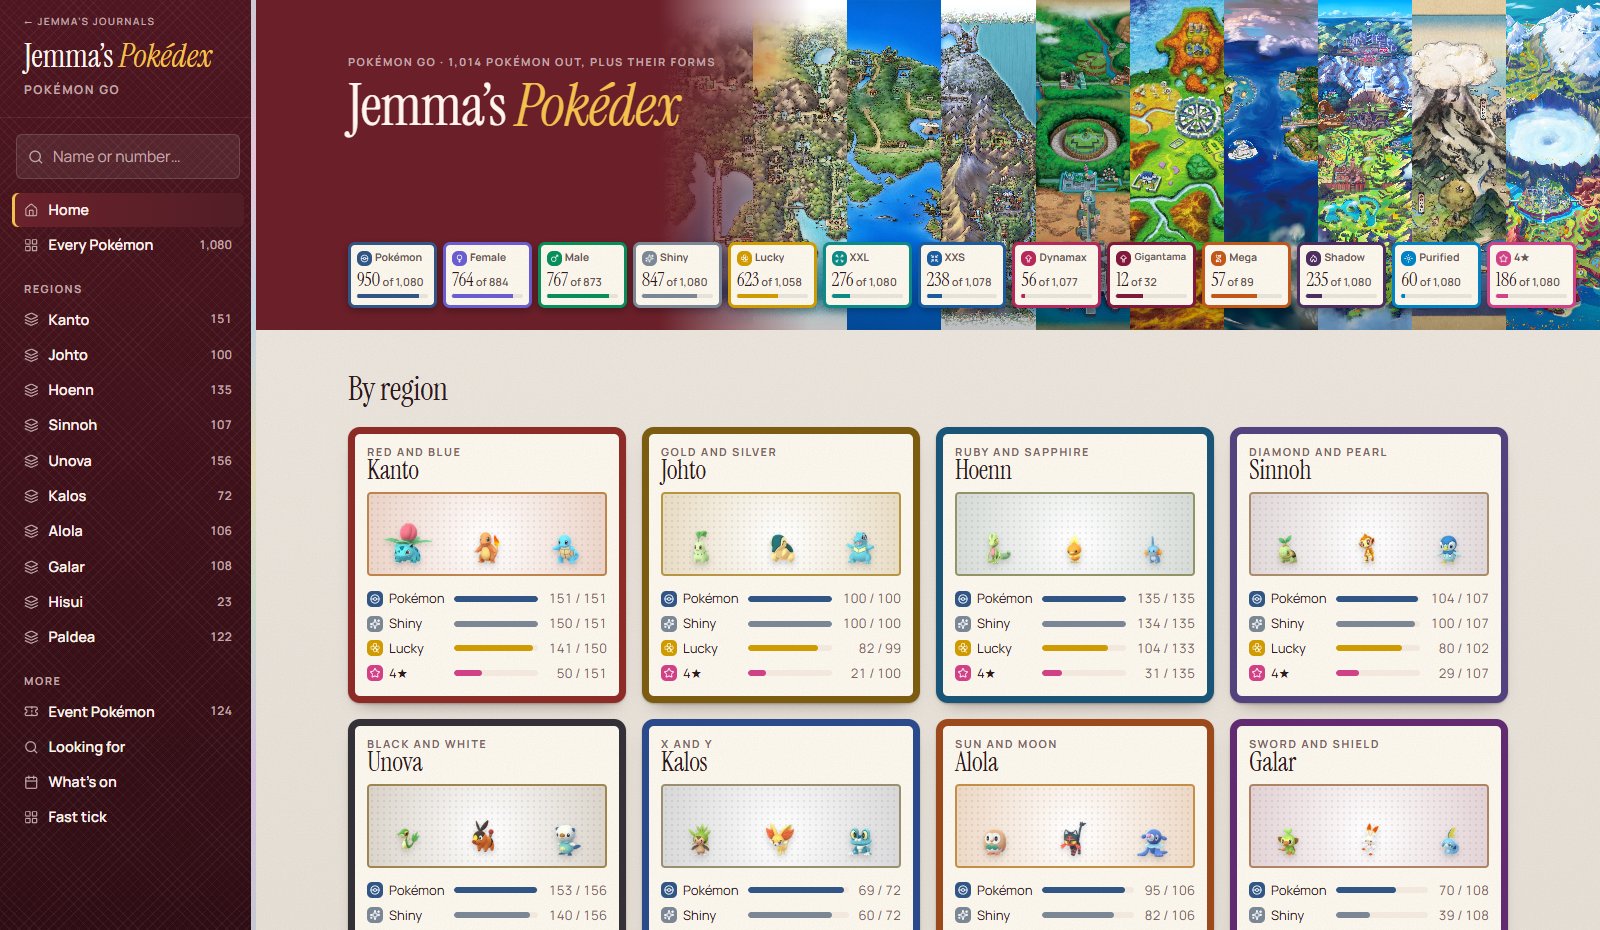 ← JEMMA'S JOURNALS
Jemma's Pokédex
POKÉMON GO
Name or number...
Home
Every Pokémon 1,080
REGIONS
Kanto 151
Johto 100
Hoenn 135
Sinnoh 107
Unova 156
Kalos 72
Alola 106
Galar 108
Hisui 23
Paldea 122
MORE
Event Pokémon 124
Looking for
What's on
Fast tick
POKÉMON GO · 1,014 POKÉMON OUT, PLUS THEIR FORMS
Jemma's Pokédex
Pokémon
950 of 1,080
Female
764 of 884
Male
767 of 873
Shiny
847 of 1,080
Lucky
623 of 1,058
XXL
276 of 1,080
XXS
238 of 1,078
Dynamax
56 of 1,077
Gigantamax
12 of 32
Mega
57 of 89
Shadow
235 of 1,080
Purified
60 of 1,080
4★
186 of 1,080
By region
RED AND BLUE
Kanto
Pokémon 151 / 151
Shiny 150 / 151
Lucky 141 / 150
4★ 50 / 151
GOLD AND SILVER
Johto
Pokémon 100 / 100
Shiny 100 / 100
Lucky 82 / 99
4★ 21 / 100
RUBY AND SAPPHIRE
Hoenn
Pokémon 135 / 135
Shiny 134 / 135
Lucky 104 / 133
4★ 31 / 135
DIAMOND AND PEARL
Sinnoh
Pokémon 104 / 107
Shiny 100 / 107
Lucky 80 / 102
4★ 29 / 107
BLACK AND WHITE
Unova
Pokémon 153 / 156
Shiny 140 / 156
X AND Y
Kalos
Pokémon 69 / 72
Shiny 60 / 72
SUN AND MOON
Alola
Pokémon 95 / 106
Shiny 82 / 106
SWORD AND SHIELD
Galar
Pokémon 70 / 108
Shiny 39 / 108